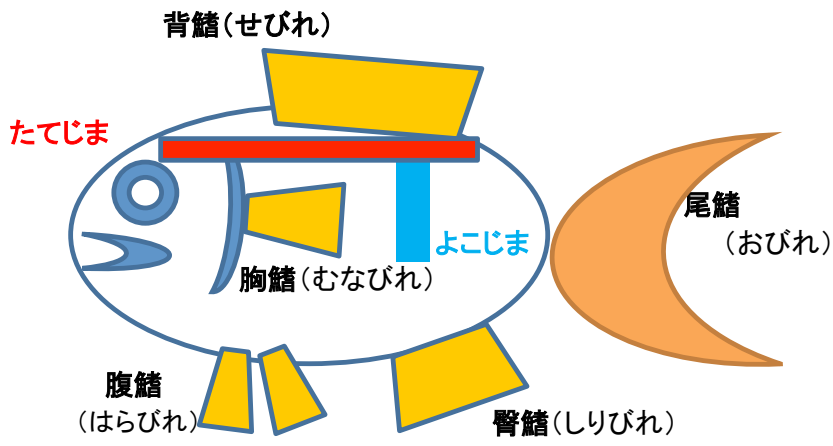 背鰭(せびれ)
たてじま
尾鰭
(おびれ)
よこじま
胸鰭(むなびれ)
腹鰭
(はらびれ)
臀鰭(しりびれ)